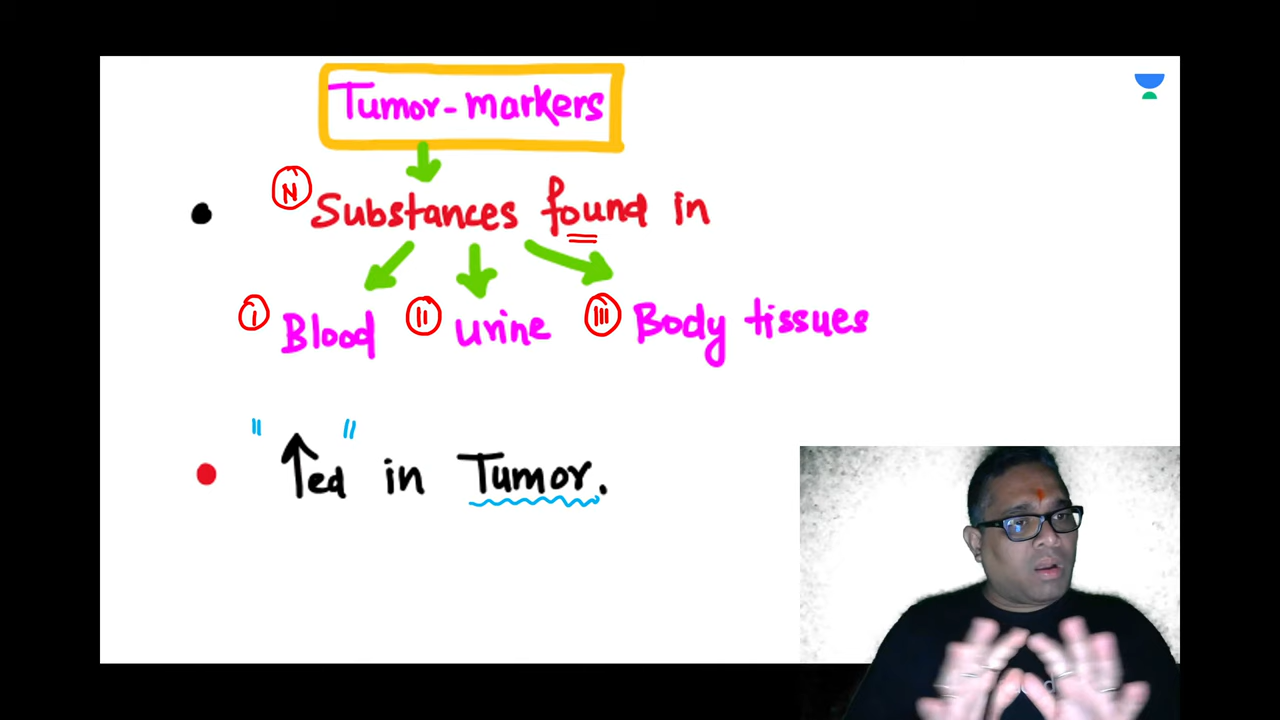 Tumor-markers
N Substances found in
I Blood II urine III Body tissues
" ↑ed " in Tumor.